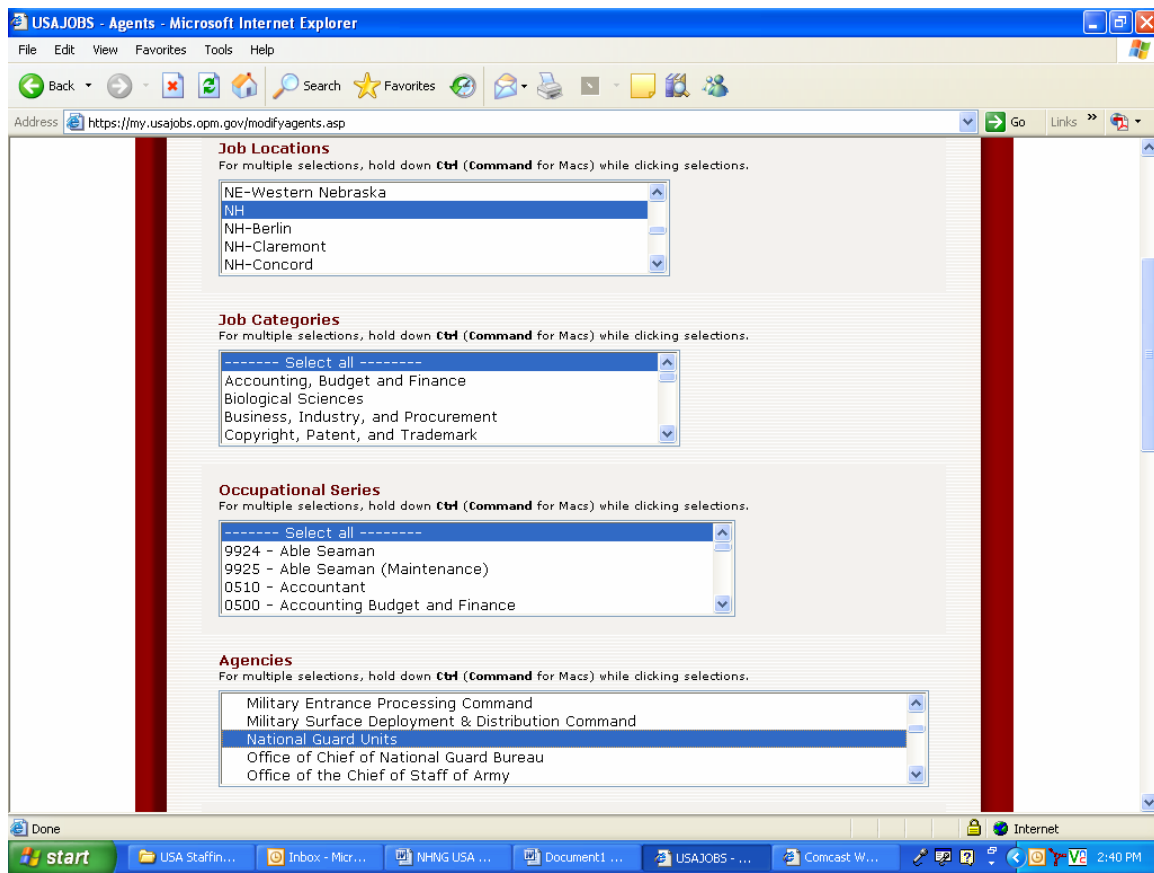 USAJOBS - Agents - Microsoft Internet Explorer
File Edit View Favorites Tools Help
Back Search Favorites
Address https://my.usajobs.opm.gov/modifyagents.asp Go Links »
Job Locations
For multiple selections, hold down Ctrl (Command for Macs) while clicking selections.
NE-Western Nebraska
NH
NH-Berlin
NH-Claremont
NH-Concord
Job Categories
For multiple selections, hold down Ctrl (Command for Macs) while clicking selections.
------- Select all --------
Accounting, Budget and Finance
Biological Sciences
Business, Industry, and Procurement
Copyright, Patent, and Trademark
Occupational Series
For multiple selections, hold down Ctrl (Command for Macs) while clicking selections.
------- Select all --------
9924 - Able Seaman
9925 - Able Seaman (Maintenance)
0510 - Accountant
0500 - Accounting Budget and Finance
Agencies
For multiple selections, hold down Ctrl (Command for Macs) while clicking selections.
Military Entrance Processing Command
Military Surface Deployment & Distribution Command
National Guard Units
Office of Chief of National Guard Bureau
Office of the Chief of Staff of Army
Done Internet
start USA Staffin... Inbox - Micr... NHNG USA ... Document1 ... USAJOBS - ... Comcast W... 2:40 PM